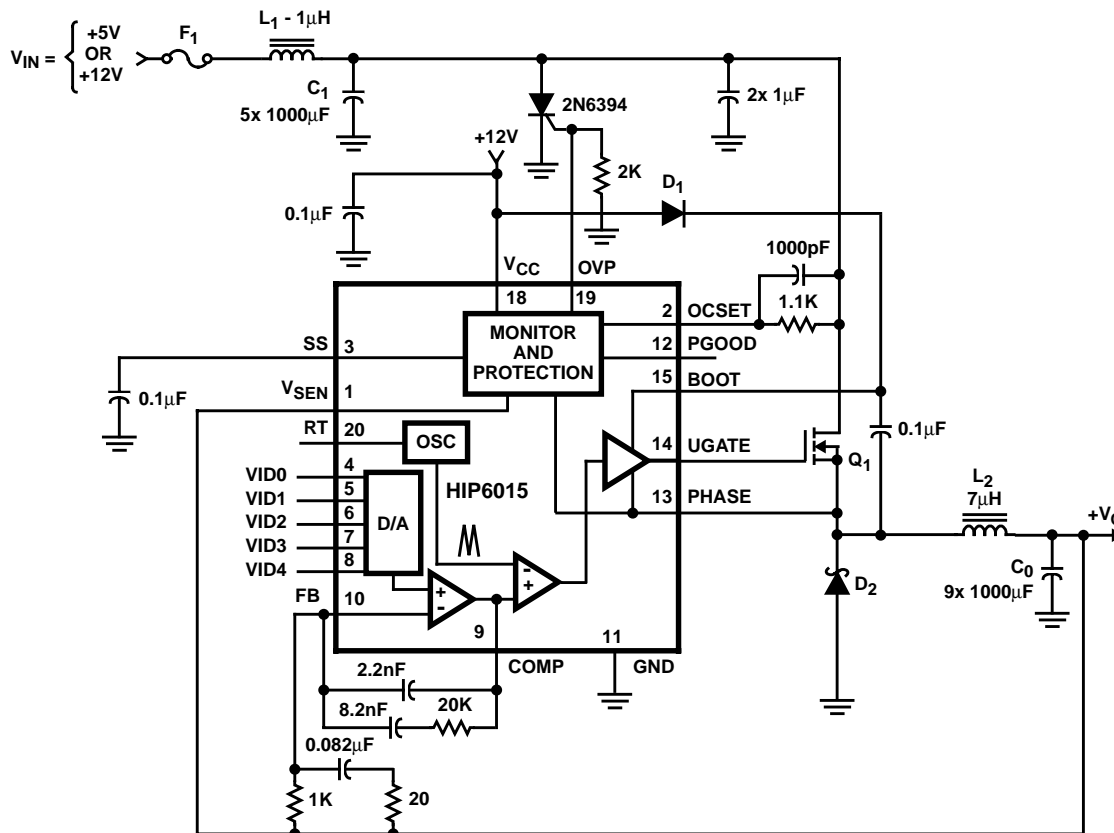 L1 - 1μH
F1
VIN =
+5V
OR
+12V
C1
5x 1000μF
2N6394
2x 1μF
+12V
2K
D1
0.1μF
1000pF
VCC
OVP
18
19
2
OCSET
1.1K
MONITOR
AND
PROTECTION
12
PGOOD
SS
3
15
BOOT
VSEN
1
0.1μF
0.1μF
RT
20
OSC
14
UGATE
Q1
VID0
4
HIP6015
VID1
5
13
PHASE
L2
7μH
VID2
6
D/A
+V
VID3
7
VID4
8
- +
C0
9x 1000μF
D2
FB
10
+ -
9
11
COMP
GND
2.2nF
8.2nF
20K
0.082μF
1K
20